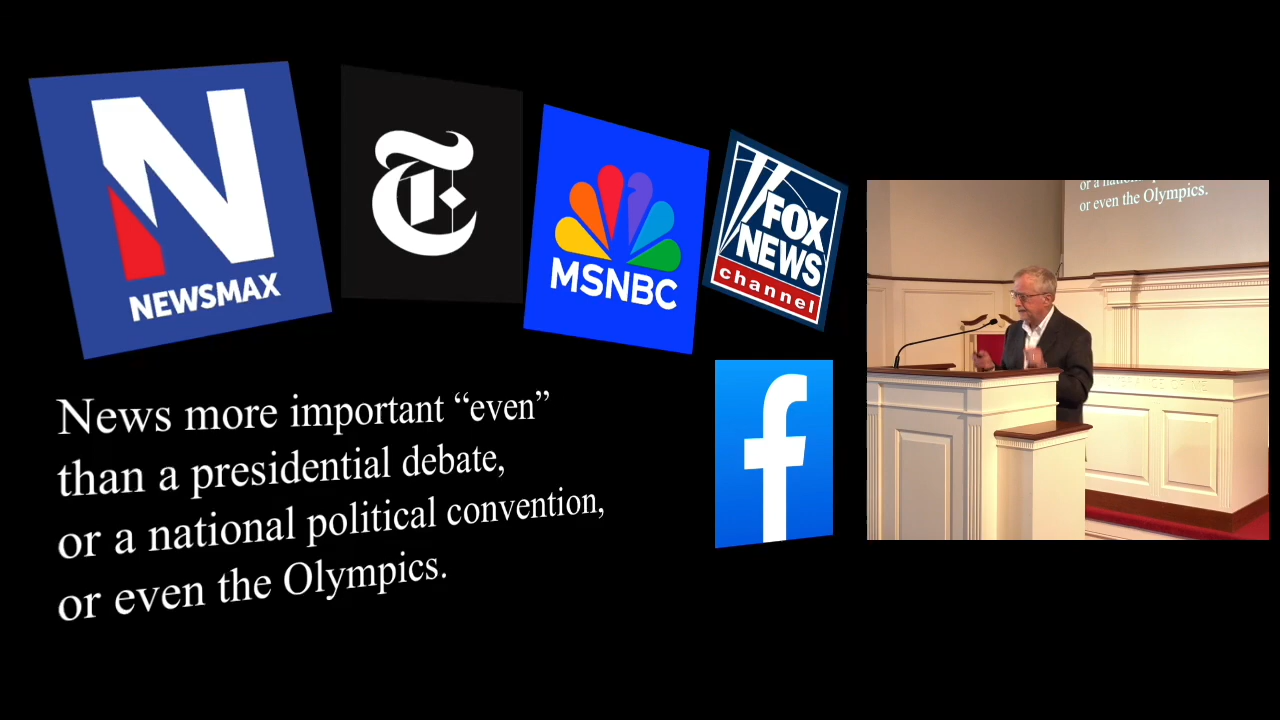 NEWSMAX
T
MSNBC
FOX
NEWS
channel
f
News more important “even”
than a presidential debate,
or a national political convention,
or even the Olympics.
or even the Olympics.